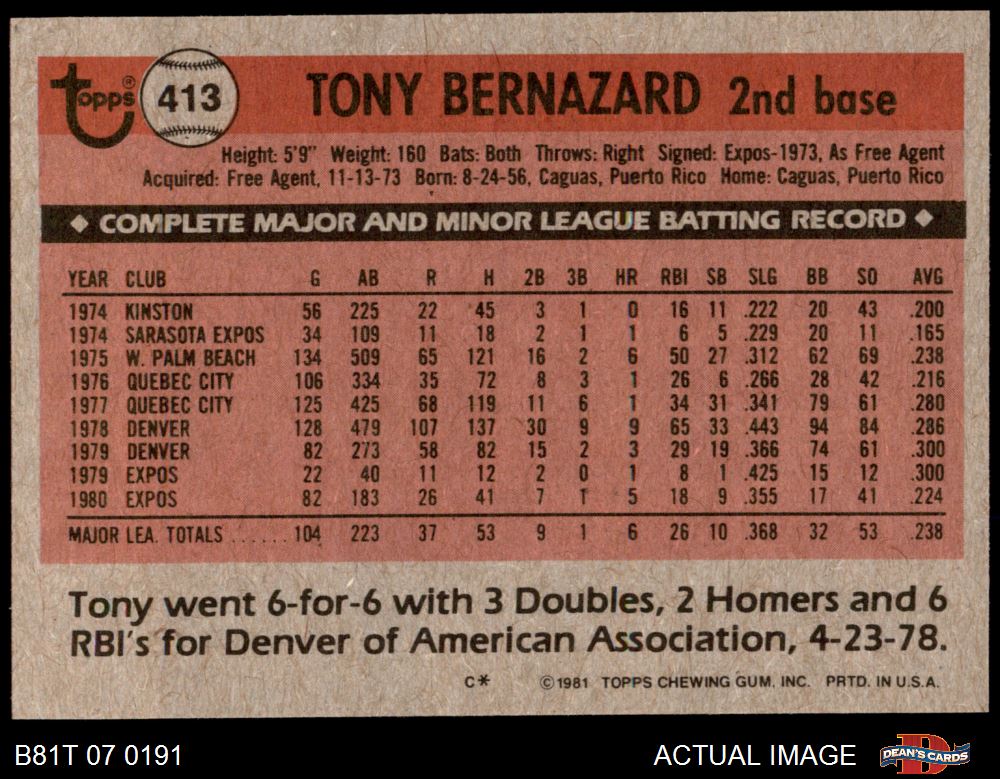 Topps® 413 TONY BERNAZARD 2nd base
Height: 5'9" Weight: 160 Bats: Both Throws: Right Signed: Expos-1973, As Free Agent
Acquired: Free Agent, 11-13-73 Born: 8-24-56, Caguas, Puerto Rico Home: Caguas, Puerto Rico
◆ COMPLETE MAJOR AND MINOR LEAGUE BATTING RECORD ◆
YEAR CLUB G AB R H 2B 3B HR RBI SB SLG BB SO AVG
1974 KINSTON 56 225 22 45 3 1 0 16 11 .222 20 43 .200
1974 SARASOTA EXPOS 34 109 11 18 2 1 1 6 5 .229 20 11 .165
1975 W. PALM BEACH 134 509 65 121 16 2 6 50 27 .312 62 69 .238
1976 QUEBEC CITY 106 334 35 72 8 3 1 26 6 .266 28 42 .216
1977 QUEBEC CITY 125 425 68 119 11 6 1 34 31 .341 79 61 .280
1978 DENVER 128 479 107 137 30 9 9 65 33 .443 94 84 .286
1979 DENVER 82 273 58 82 15 2 3 29 19 .366 74 61 .300
1979 EXPOS 22 40 11 12 2 0 1 8 1 .425 15 12 .300
1980 EXPOS 82 183 26 41 7 1 5 18 9 .355 17 41 .224
MAJOR LEA. TOTALS ...... 104 223 37 53 9 1 6 26 10 .368 32 53 .238
Tony went 6-for-6 with 3 Doubles, 2 Homers and 6
RBI's for Denver of American Association, 4-23-78.
C* ©1981 TOPPS CHEWING GUM, INC. PRTD. IN U.S.A.
B81T 07 0191 ACTUAL IMAGE DEAN'S CARDS